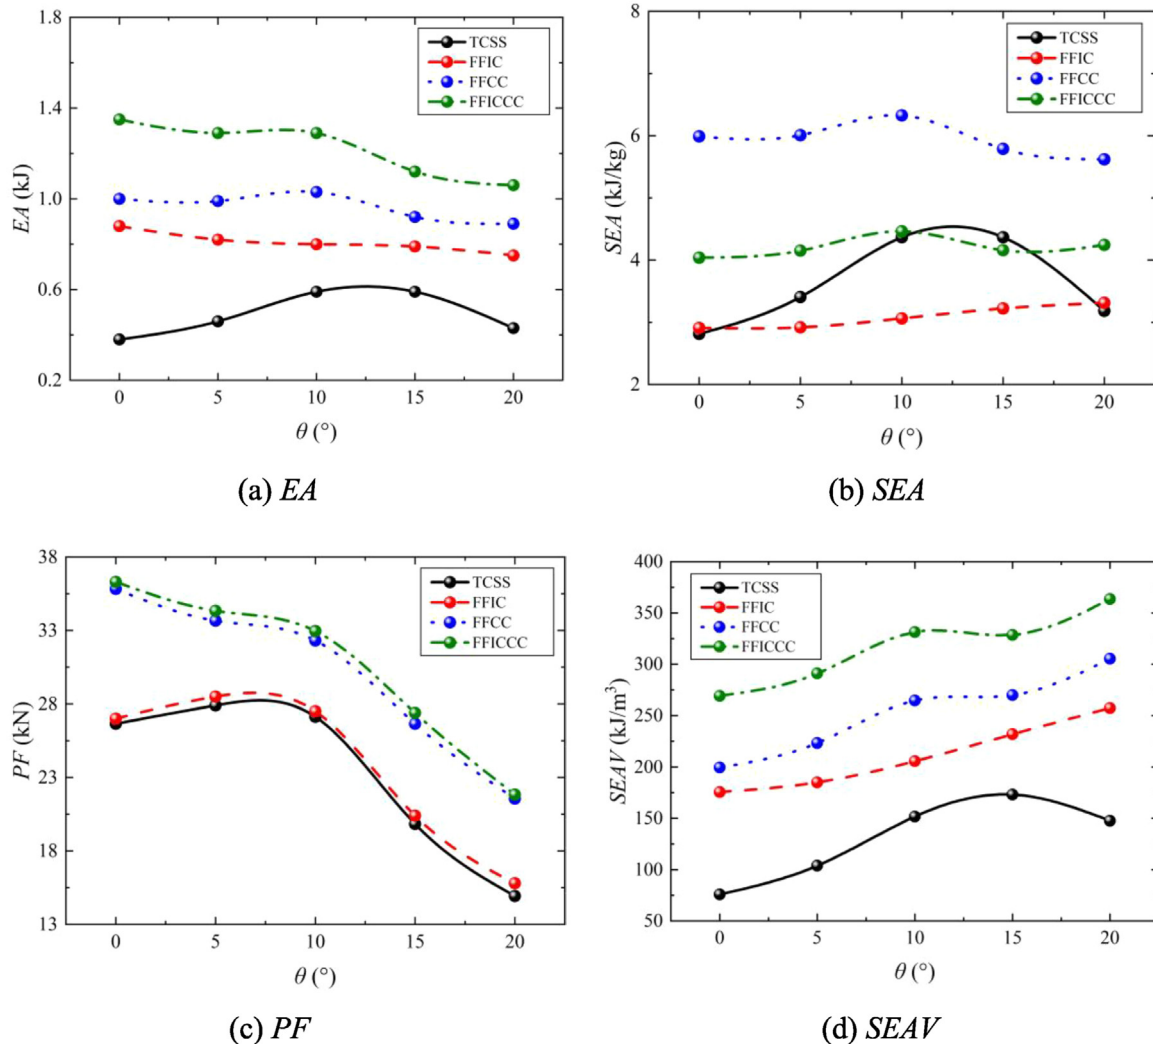 EA (kJ)
1.8
1.4
1.0
0.6
0.2
TCSS
FFIC
FFCC
FFICCC
0 5 10 15 20
θ (°)
(a) EA
SEA (kJ/kg)
8
6
4
2
TCSS
FFIC
FFCC
FFICCC
0 5 10 15 20
θ (°)
(b) SEA
PF (kN)
38
33
28
23
18
13
TCSS
FFIC
FFCC
FFICCC
0 5 10 15 20
θ (°)
(c) PF
SEAV (kJ/m³)
400
350
300
250
200
150
100
50
TCSS
FFIC
FFCC
FFICCC
0 5 10 15 20
θ (°)
(d) SEAV